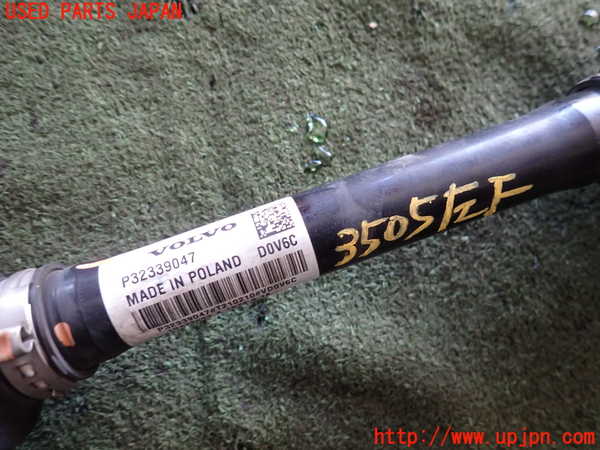 USED PARTS JAPAN
VOLVO
P32339047 D0V6C
MADE IN POLAND
3505左F
http://www.upjpn.com/